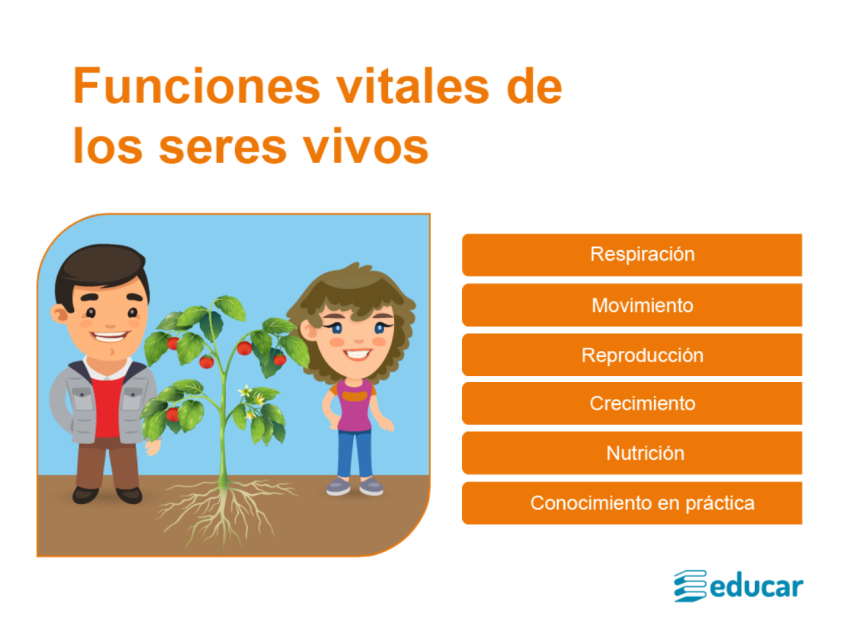 Funciones vitales de
los seres vivos
Respiración
Movimiento
Reproducción
Crecimiento
Nutrición
Conocimiento en práctica
educar